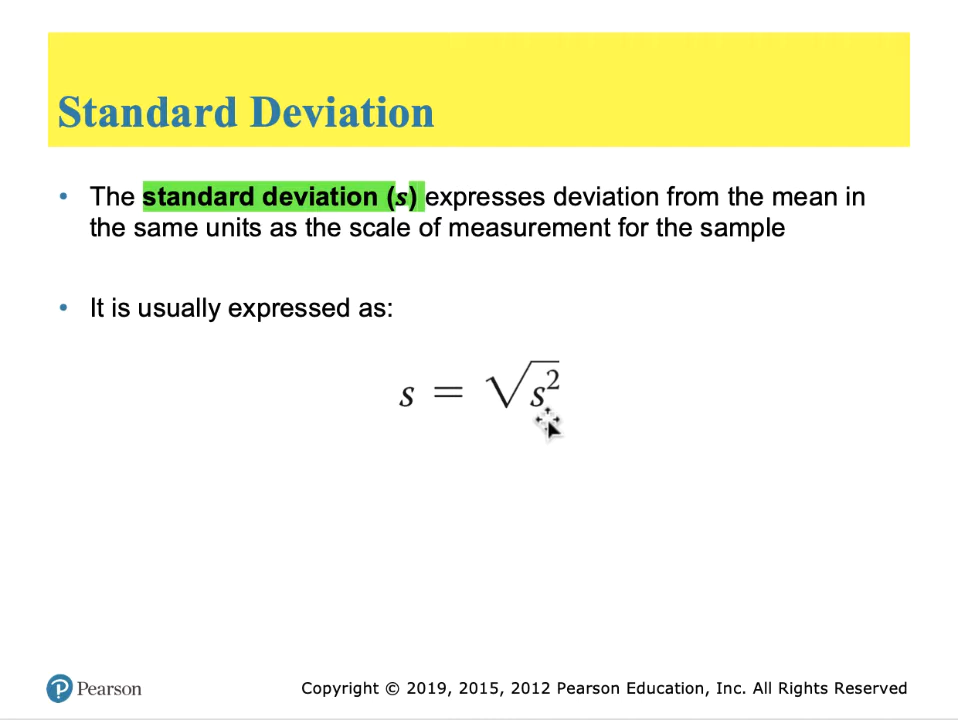 Standard Deviation
• The standard deviation (s) expresses deviation from the mean in
the same units as the scale of measurement for the sample
• It is usually expressed as:
s = √s²
Pearson
Copyright © 2019, 2015, 2012 Pearson Education, Inc. All Rights Reserved